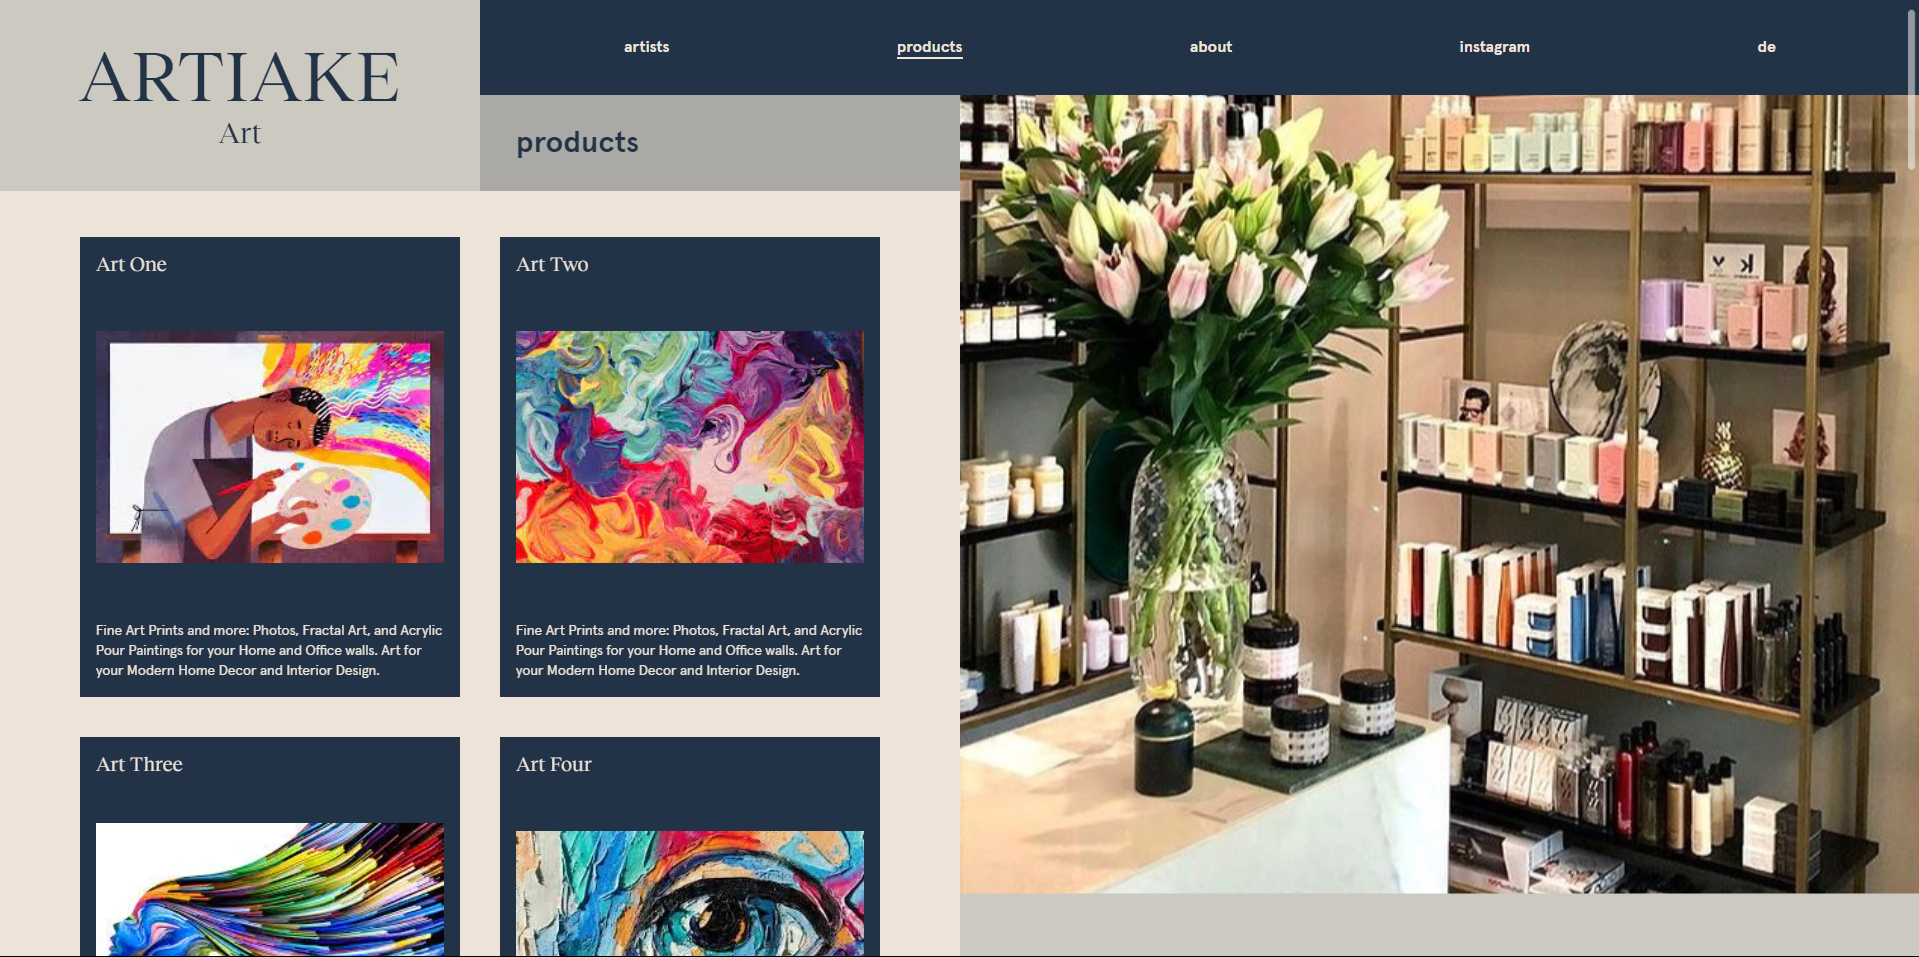 ARTIAKE
Art
artists
products
about
instagram
de
products
Art One
Fine Art Prints and more: Photos, Fractal Art, and Acrylic
Pour Paintings for your Home and Office walls. Art for
your Modern Home Decor and Interior Design.
Art Two
Fine Art Prints and more: Photos, Fractal Art, and Acrylic
Pour Paintings for your Home and Office walls. Art for
your Modern Home Decor and Interior Design.
Art Three
Art Four